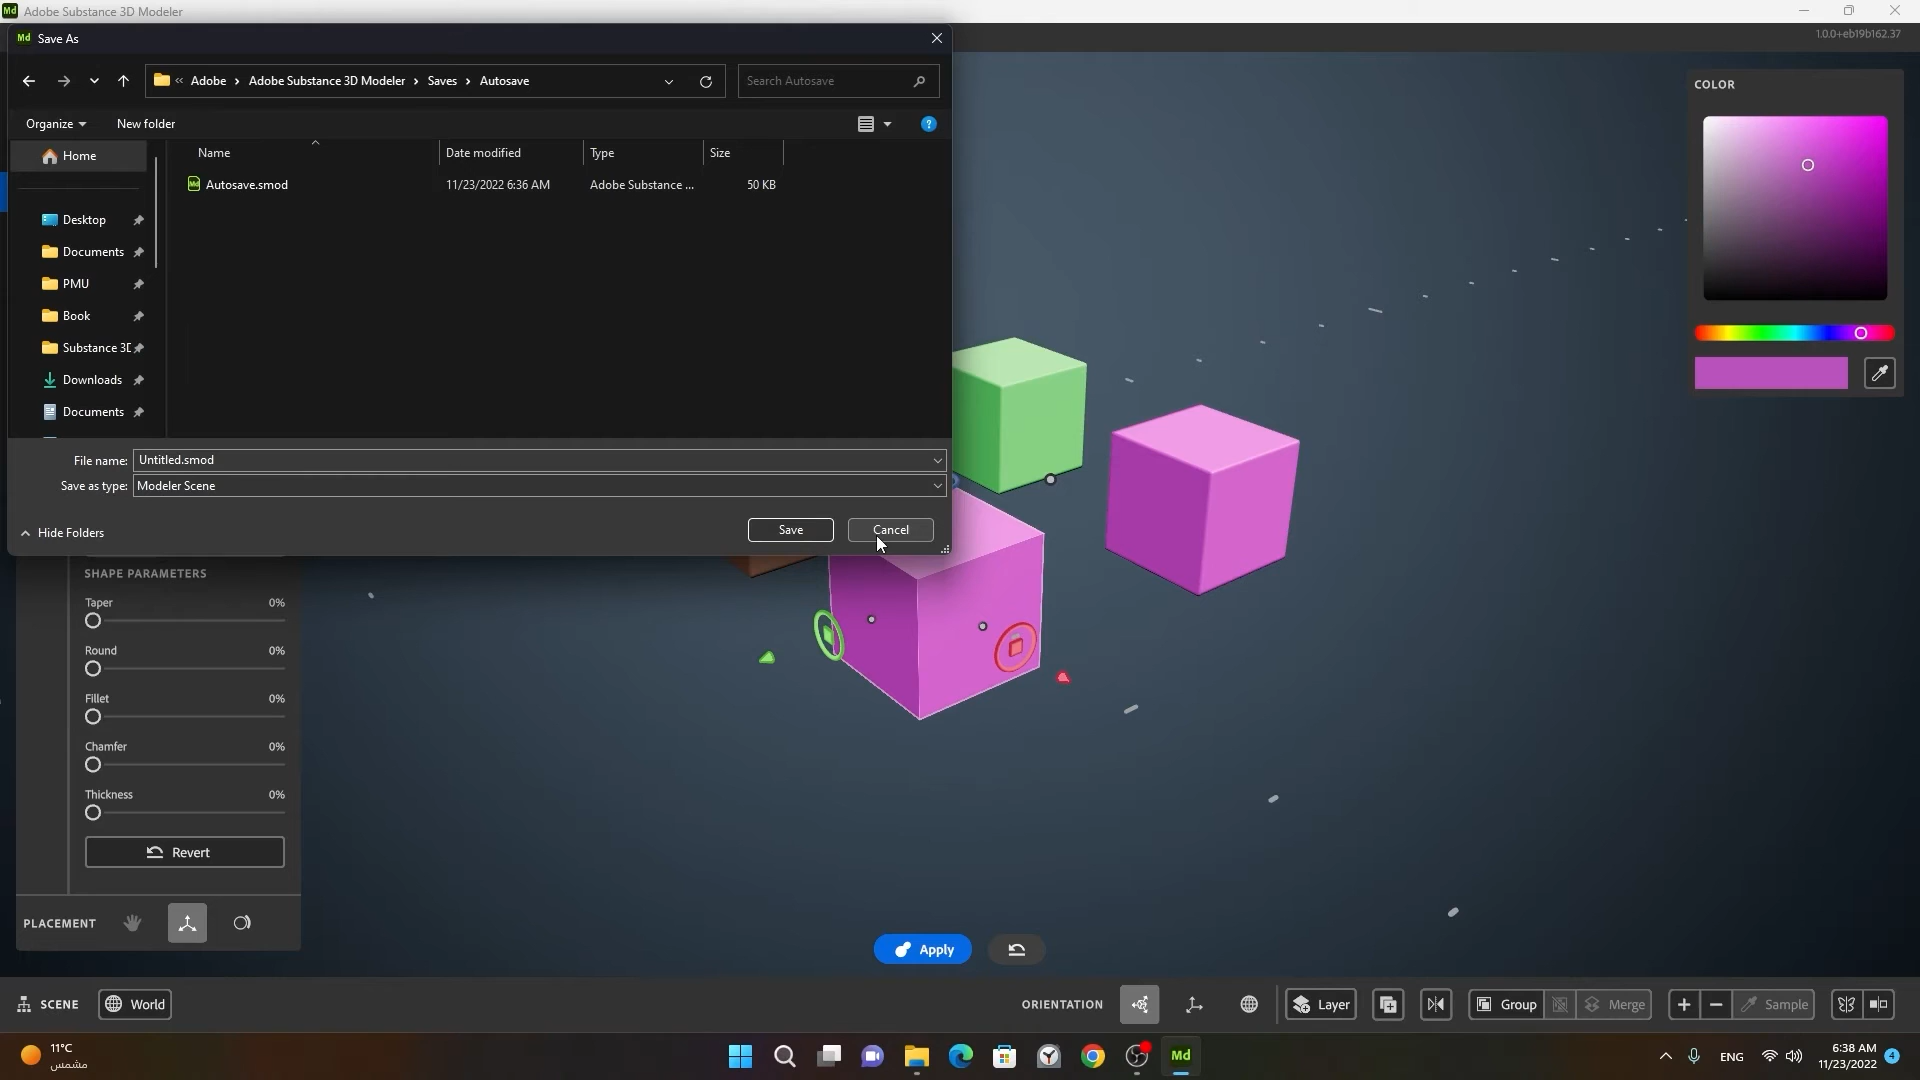 Md Adobe Substance 3D Modeler
1.0.0+eb19b162.37
Md Save As
« Adobe › Adobe Substance 3D Modeler › Saves › Autosave
Search Autosave
Organize
New folder
?
Home
Name
Date modified
Type
Size
Autosave.smod
11/23/2022 6:36 AM
Adobe Substance ...
50 KB
Desktop
Documents
PMU
Book
Substance 3D
Downloads
Documents
File name:
Untitled.smod
Save as type:
Modeler Scene
Hide Folders
Save
Cancel
COLOR
SHAPE PARAMETERS
Taper
0%
Round
0%
Fillet
0%
Chamfer
0%
Thickness
0%
Revert
PLACEMENT
Apply
SCENE
World
ORIENTATION
Layer
Group
Merge
Sample
11°C
مشمس
Md
ENG
6:38 AM
11/23/2022
4